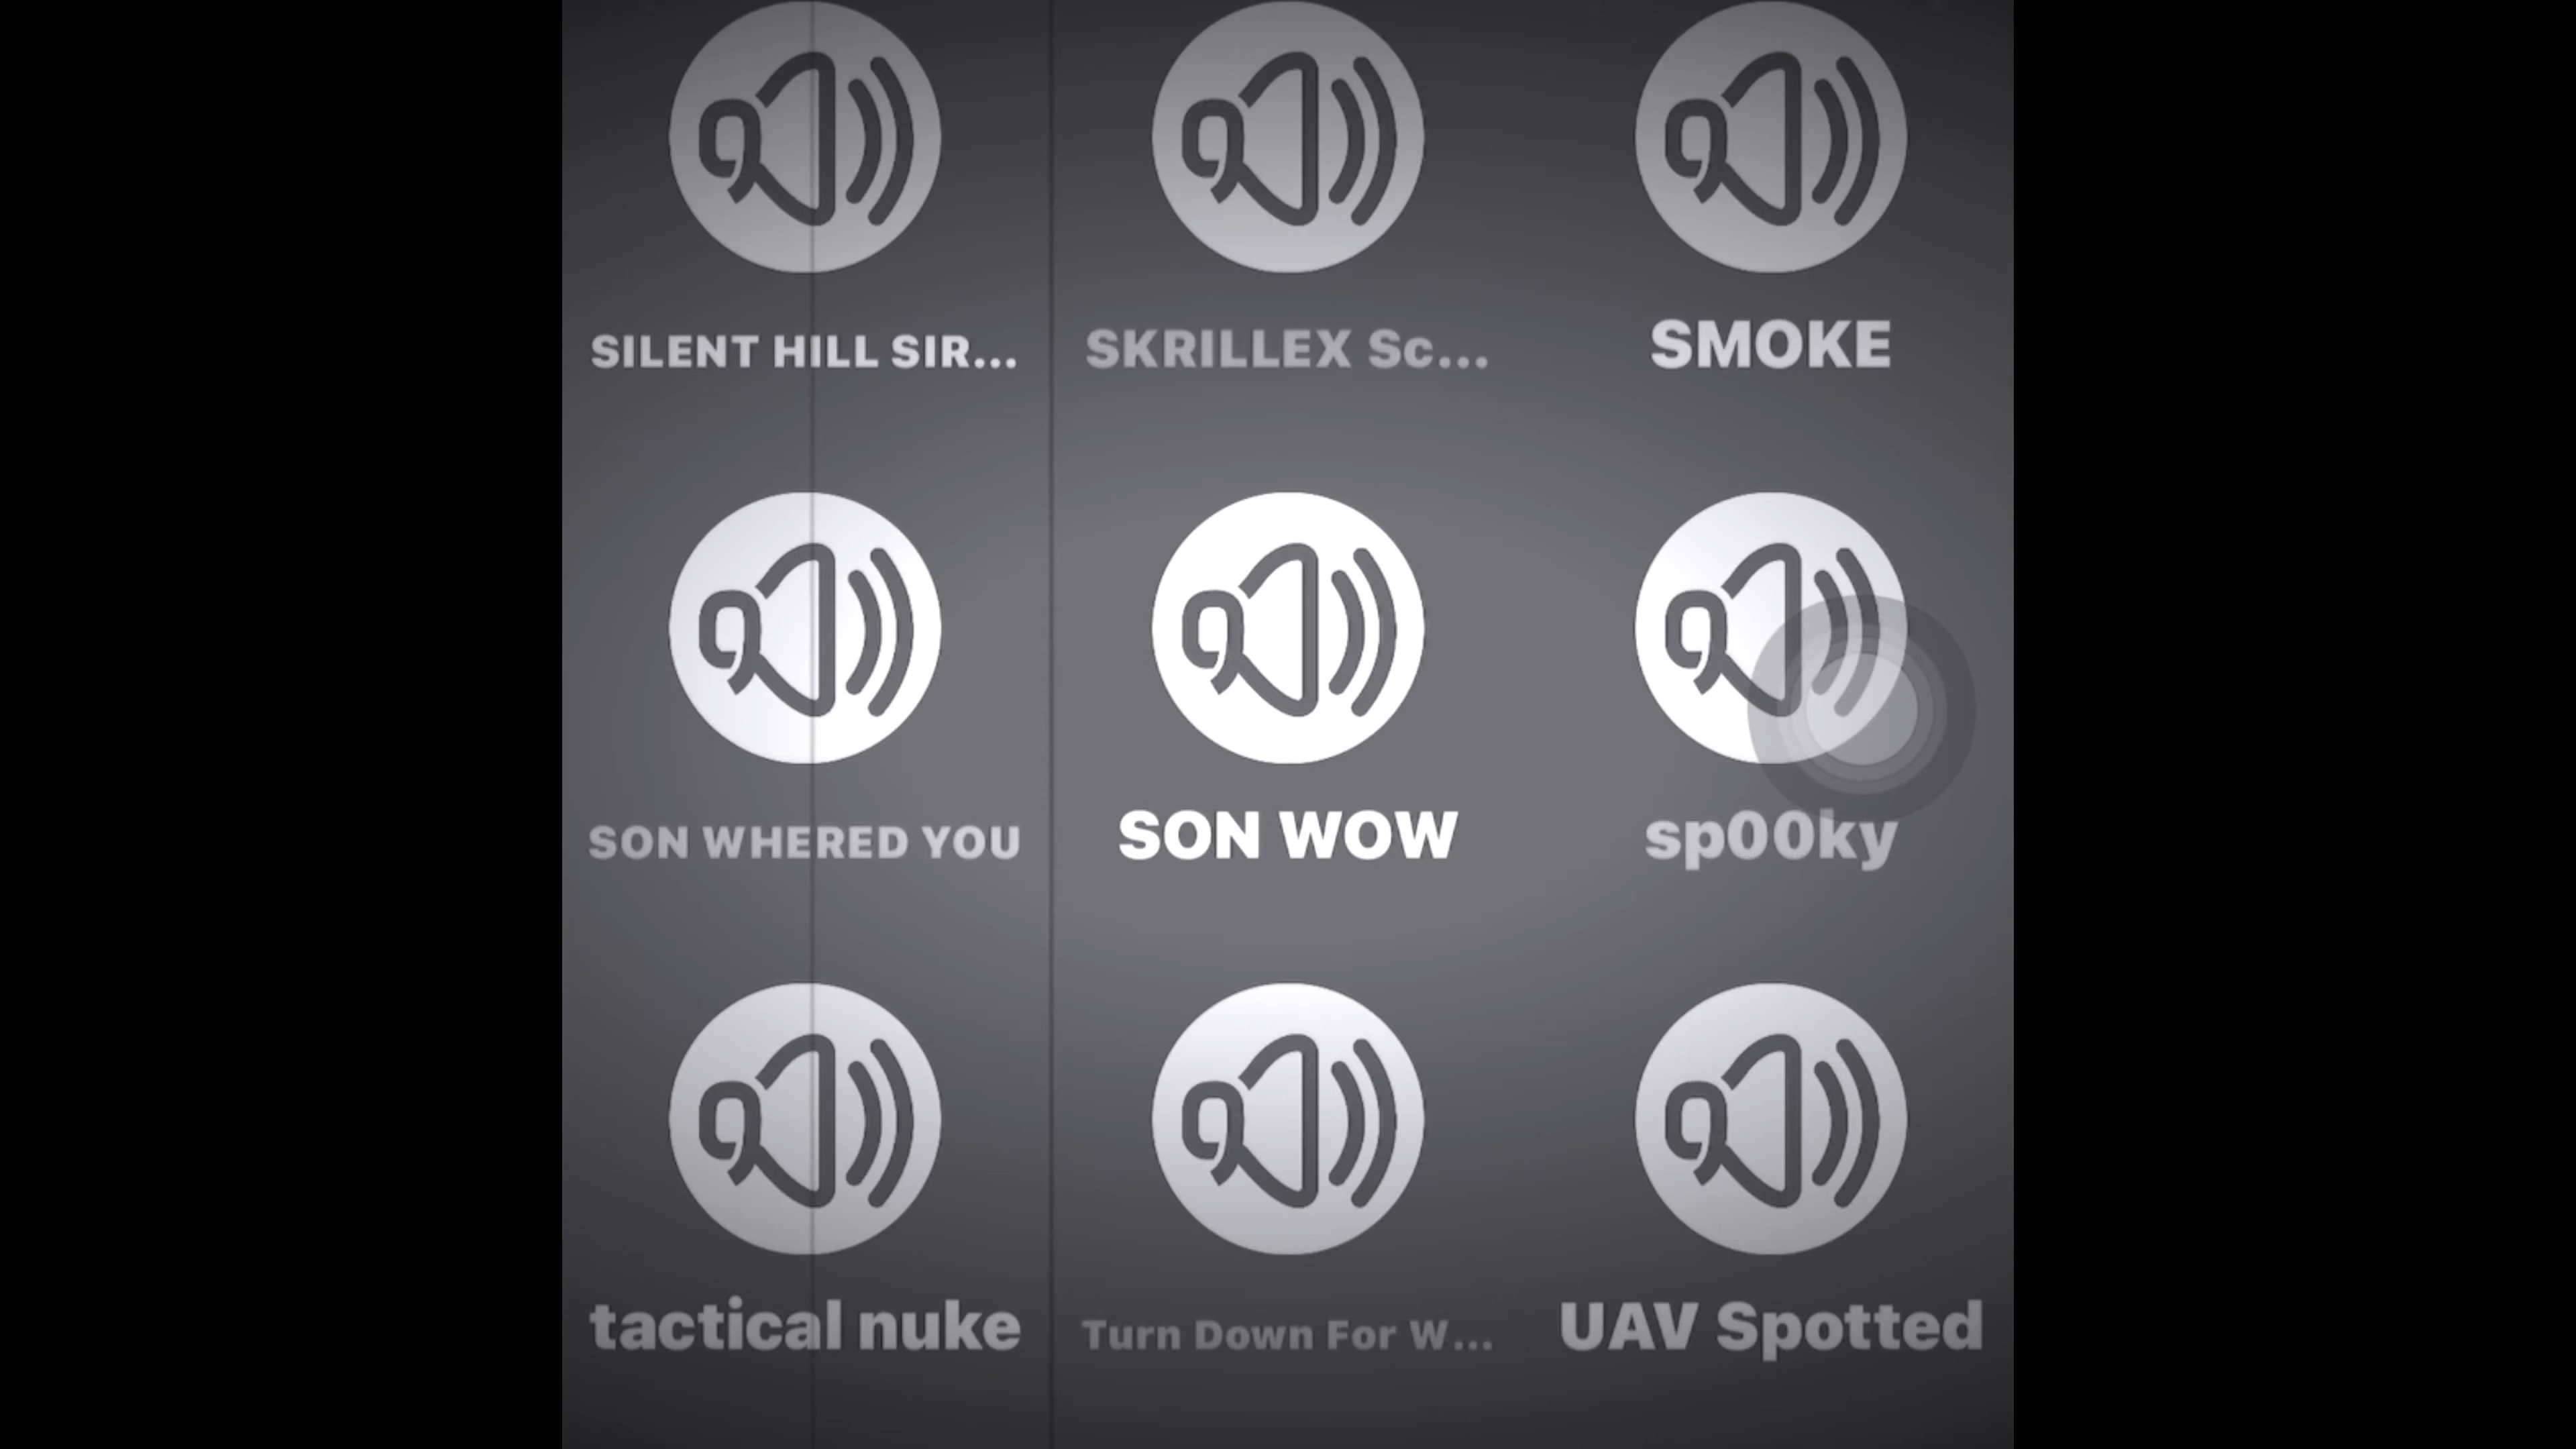 SILENT HILL SIR...
SKRILLEX Sc...
SMOKE
SON WHERED YOU
SON WOW
sp00ky
tactical nuke
Turn Down For W...
UAV Spotted